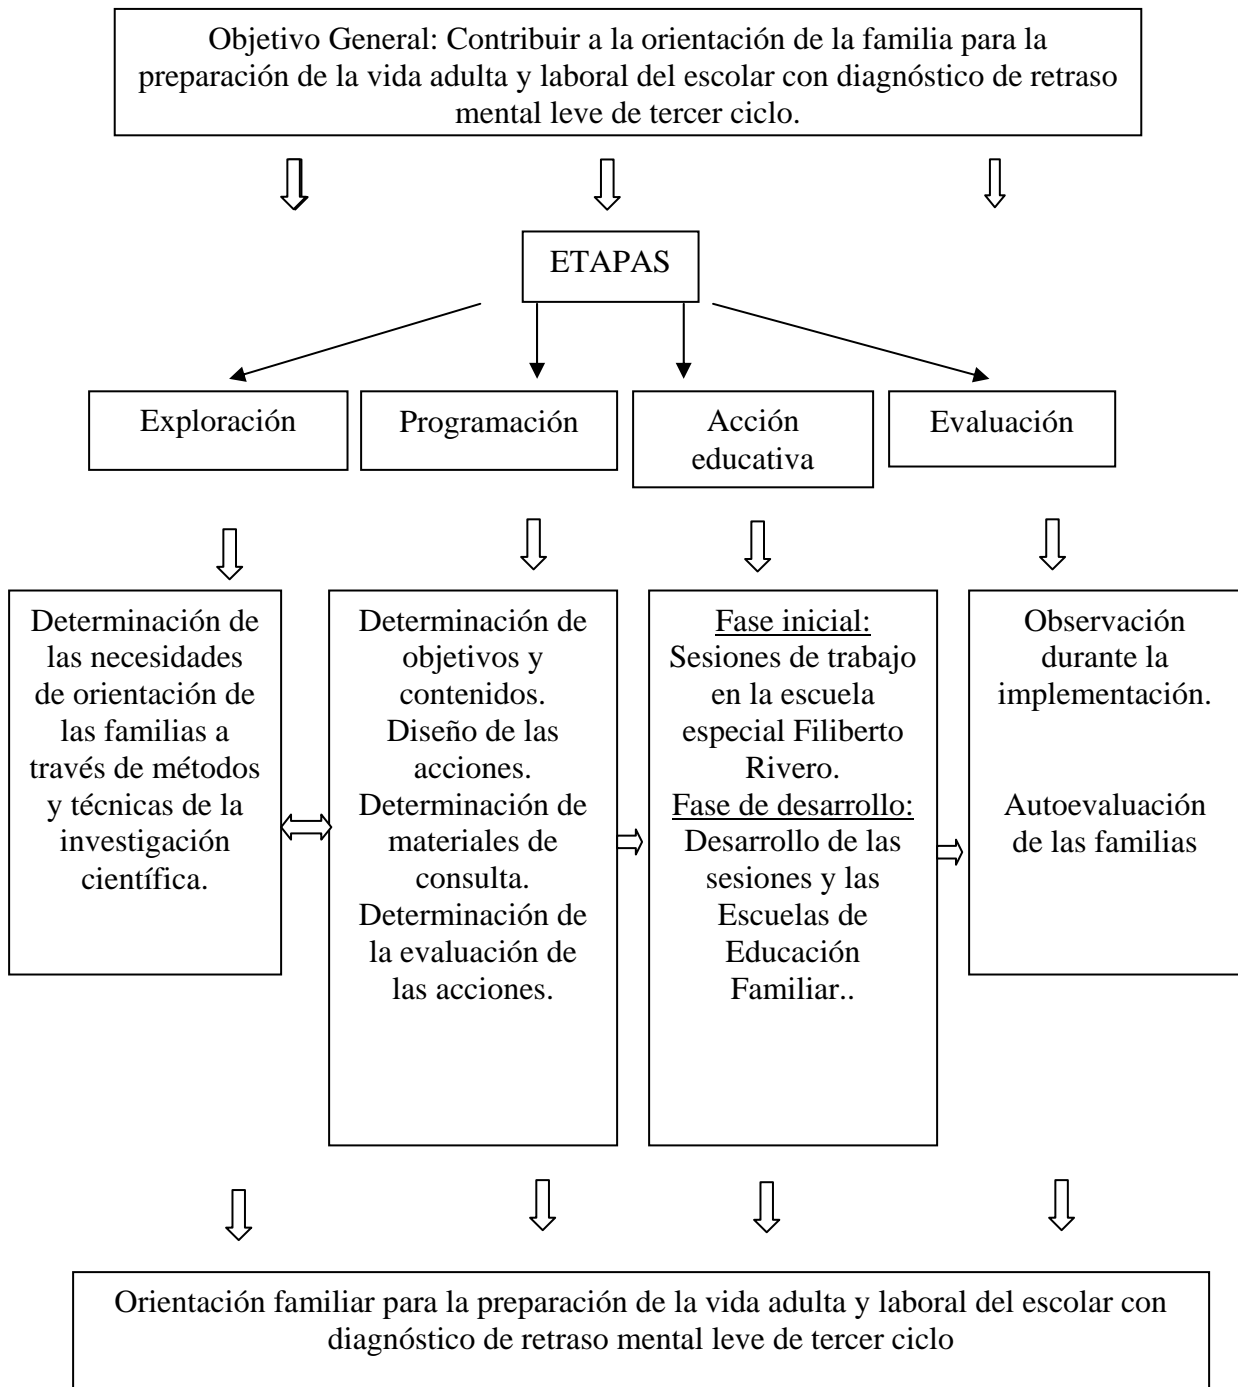 Objetivo General: Contribuir a la orientación de la familia para la
preparación de la vida adulta y laboral del escolar con diagnóstico de retraso
mental leve de tercer ciclo.
ETAPAS
Exploración
Programación
Acción
educativa
Evaluación
Determinación de
las necesidades
de orientación de
las familias a
través de métodos
y técnicas de la
investigación
científica.
Determinación de
objetivos y
contenidos.
Diseño de las
acciones.
Determinación de
materiales de
consulta.
Determinación de
la evaluación de
las acciones.
Fase inicial:
Sesiones de trabajo
en la escuela
especial Filiberto
Rivero.
Fase de desarrollo:
Desarrollo de las
sesiones y las
Escuelas de
Educación
Familiar..
Observación
durante la
implementación.
Autoevaluación
de las familias
Orientación familiar para la preparación de la vida adulta y laboral del escolar con
diagnóstico de retraso mental leve de tercer ciclo